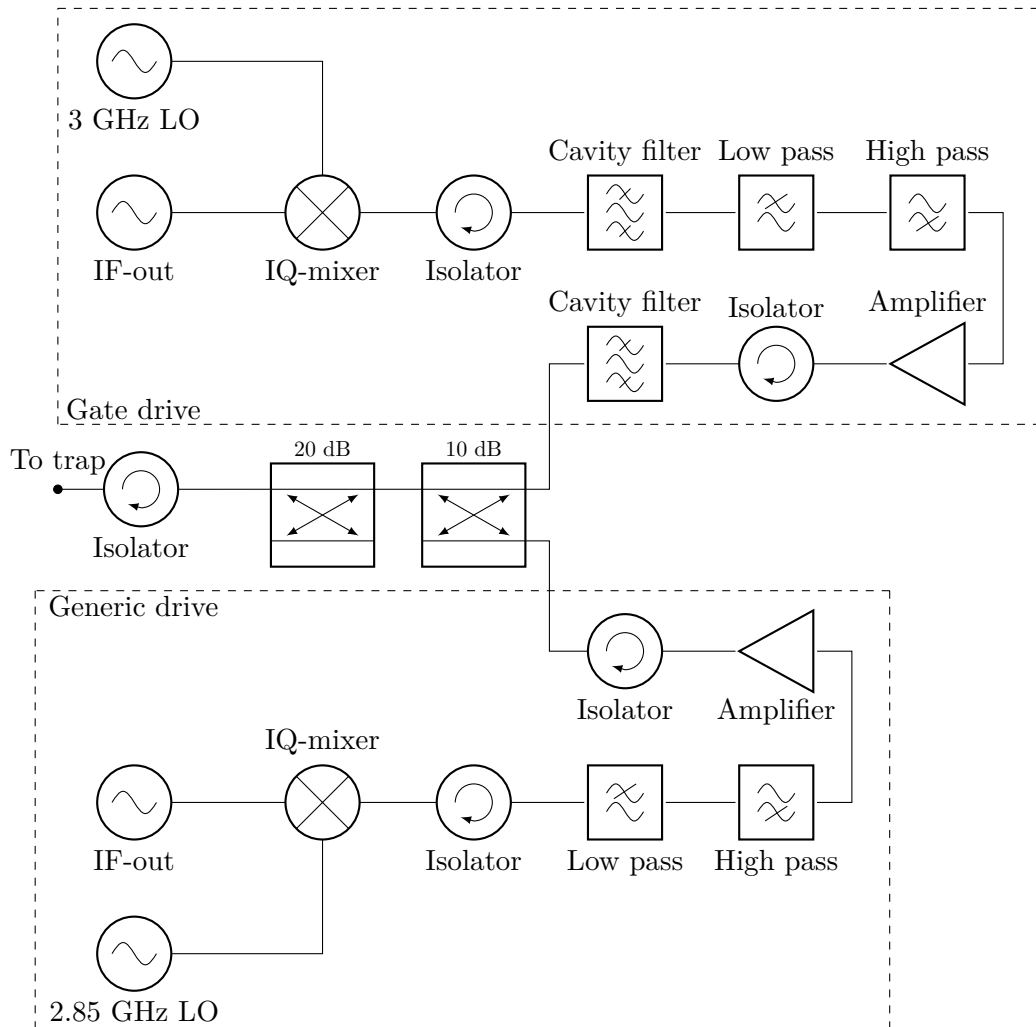 3 GHz LO
Cavity filter Low pass High pass
IF-out IQ-mixer Isolator
Cavity filter Isolator Amplifier
Gate drive
20 dB 10 dB
To trap
Isolator
Generic drive
Isolator Amplifier
IQ-mixer
IF-out Isolator Low pass High pass
2.85 GHz LO